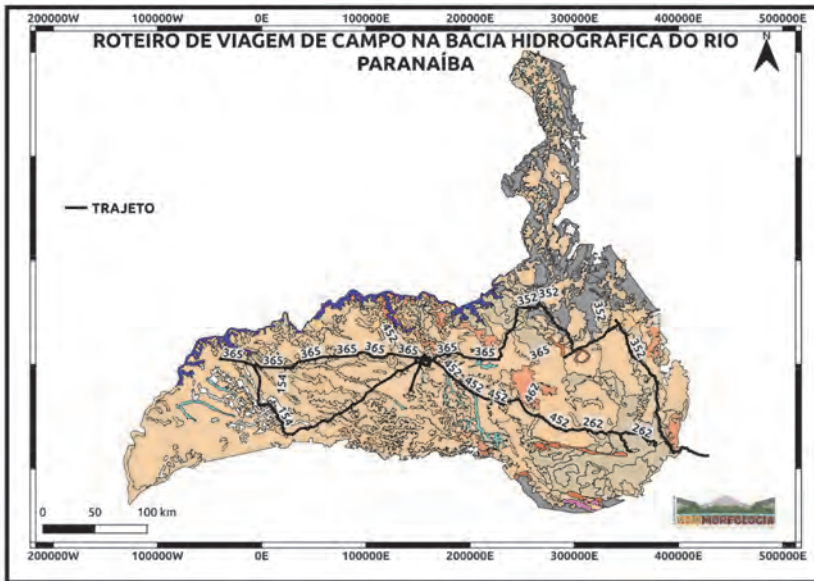 200000W 100000W 0E 100000E 200000E 300000E 400000E 500000E
ROTEIRO DE VIAGEM DE CAMPO NA BACIA HIDROGRÁFICA DO RIO
PARANAÍBA
N
TRAJETO
352 352
352
452
365 365 365 365 365 365 365 365
365
352
154
452 452 452
462
154
452 262 262
0 50 100 km
MORFOLOGIA
200000W 100000W 0E 100000E 200000E 300000E 400000E 500000E